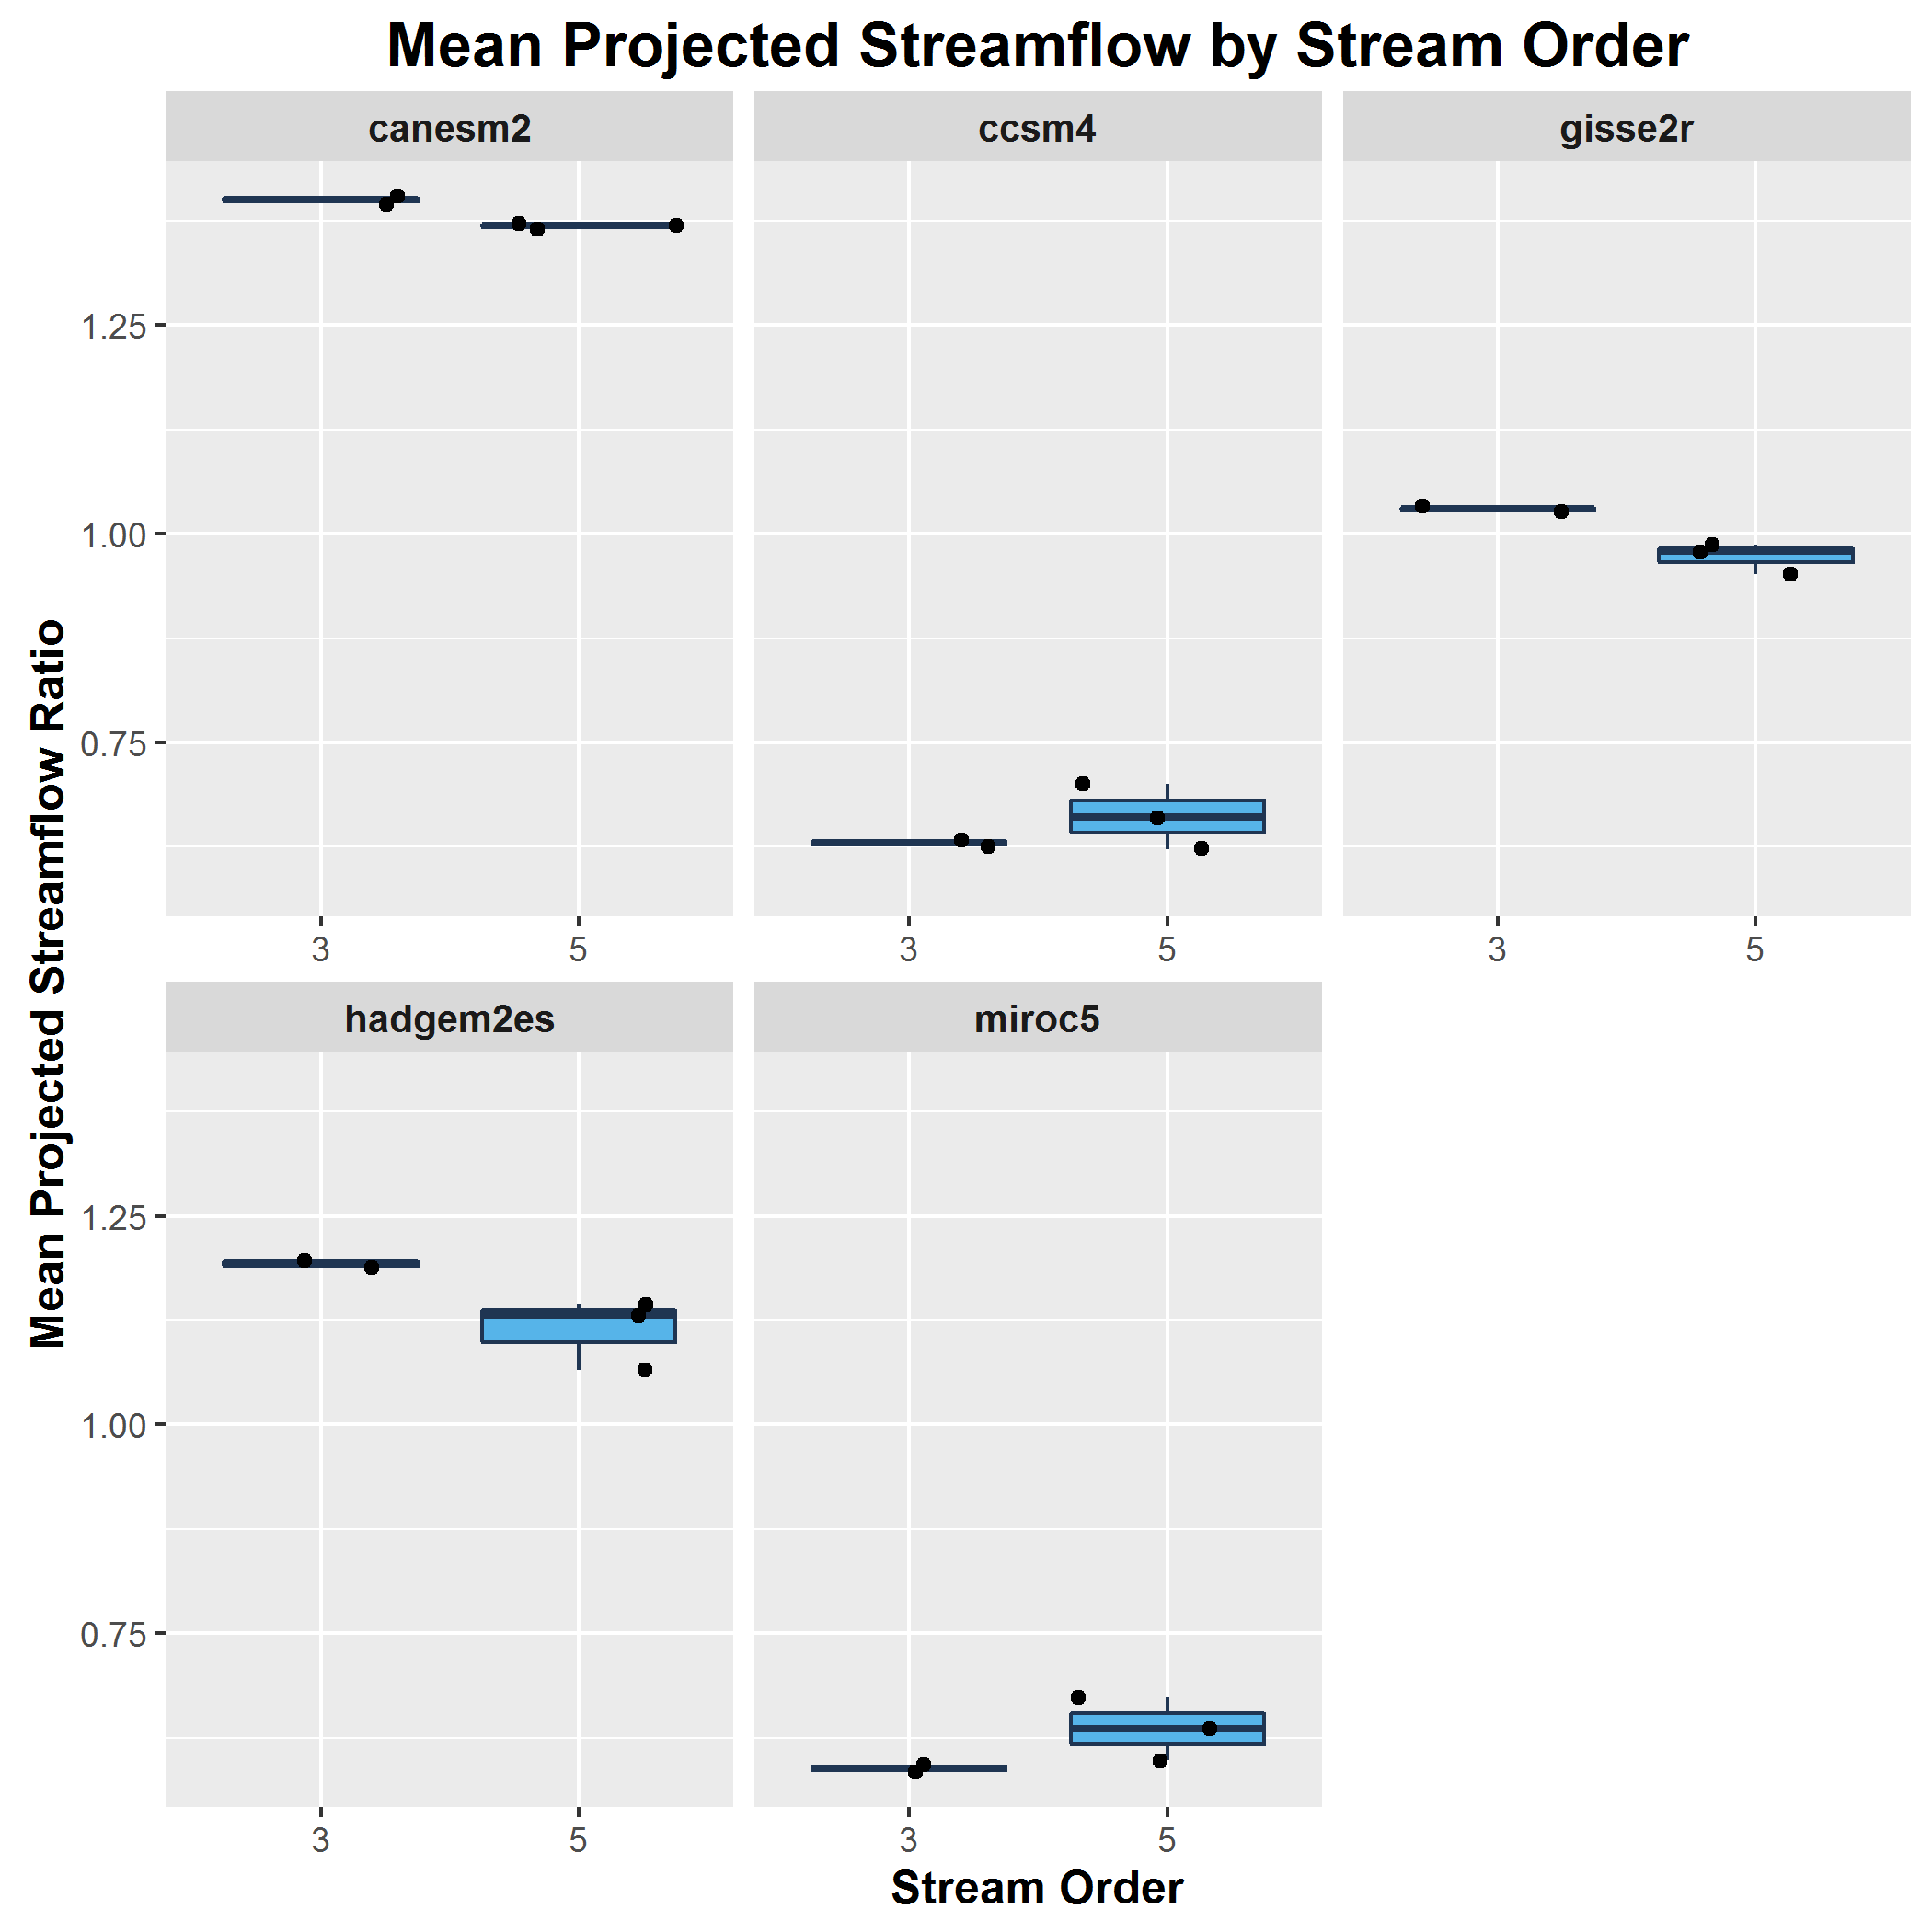 Mean Projected Streamflow by Stream Order
canesm2
ccsm4
gisse2r
1.25
1.00
0.75
3
5
3
5
3
5
Mean Projected Streamflow Ratio
hadgem2es
miroc5
1.25
1.00
0.75
3
5
3
5
Stream Order